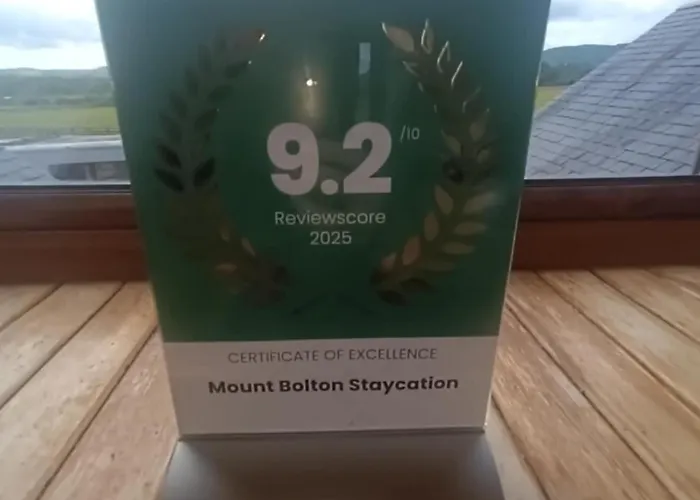 9.2 /10
Reviewscore
2025
CERTIFICATE OF EXCELLENCE
Mount Bolton Staycation